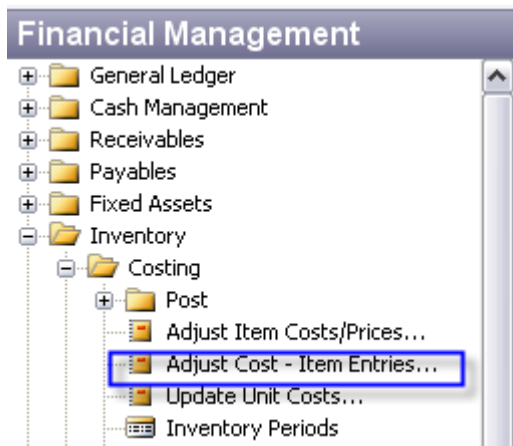 Financial Management
General Ledger
Cash Management
Receivables
Payables
Fixed Assets
Inventory
Costing
Post
Adjust Item Costs/Prices...
Adjust Cost - Item Entries...
Update Unit Costs...
Inventory Periods